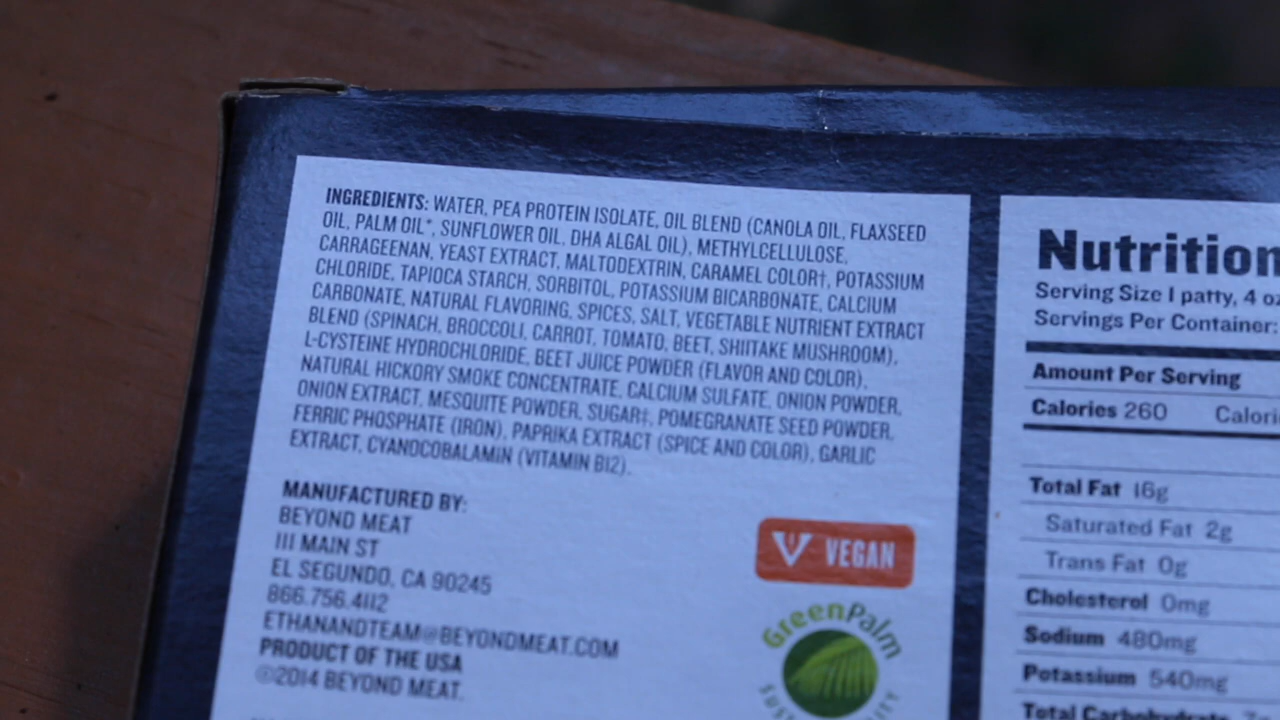 INGREDIENTS: WATER, PEA PROTEIN ISOLATE, OIL BLEND (CANOLA OIL, FLAXSEED
OIL, PALM OIL*, SUNFLOWER OIL, DHA ALGAL OIL), METHYLCELLULOSE,
CARRAGEENAN, YEAST EXTRACT, MALTODEXTRIN, CARAMEL COLOR†, POTASSIUM
CHLORIDE, TAPIOCA STARCH, SORBITOL, POTASSIUM BICARBONATE, CALCIUM
CARBONATE, NATURAL FLAVORING, SPICES, SALT, VEGETABLE NUTRIENT EXTRACT
BLEND (SPINACH, BROCCOLI, CARROT, TOMATO, BEET, SHIITAKE MUSHROOM),
L-CYSTEINE HYDROCHLORIDE, BEET JUICE POWDER (FLAVOR AND COLOR),
NATURAL HICKORY SMOKE CONCENTRATE, CALCIUM SULFATE, ONION POWDER,
ONION EXTRACT, MESQUITE POWDER, SUGAR‡, POMEGRANATE SEED POWDER,
FERRIC PHOSPHATE (IRON), PAPRIKA EXTRACT (SPICE AND COLOR), GARLIC
EXTRACT, CYANOCOBALAMIN (VITAMIN B12).
MANUFACTURED BY:
BEYOND MEAT
111 MAIN ST
EL SEGUNDO, CA 90245
866.756.4112
ETHANANDTEAM@BEYONDMEAT.COM
PRODUCT OF THE USA
©2014 BEYOND MEAT.
V VEGAN
GreenPalm
Nutrition
Serving Size 1 patty, 4 oz
Servings Per Container:
Amount Per Serving
Calories 260 Calori
Total Fat 16g
Saturated Fat 2g
Trans Fat 0g
Cholesterol 0mg
Sodium 480mg
Potassium 540mg
Total Carbohydrate